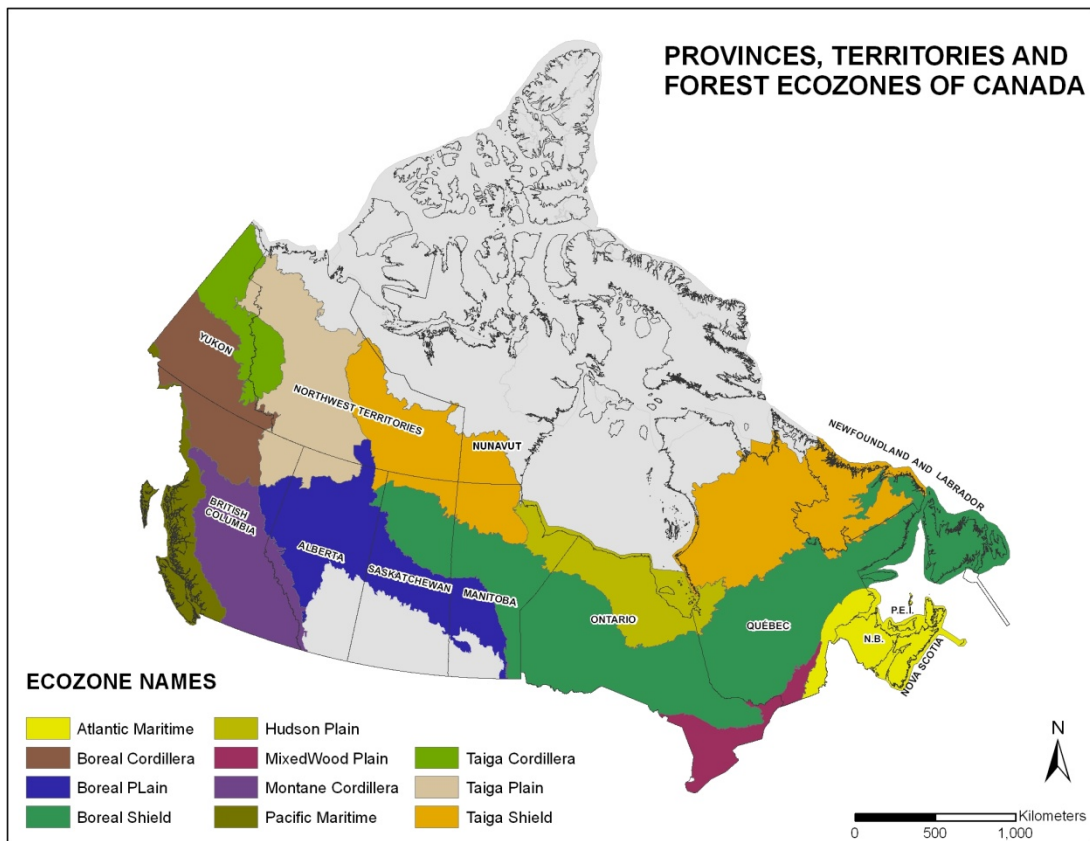 PROVINCES, TERRITORIES AND
FOREST ECOZONES OF CANADA
YUKON
NORTHWEST TERRITORIES
NUNAVUT
NEWFOUNDLAND AND LABRADOR
BRITISH
COLUMBIA
ALBERTA
SASKATCHEWAN
MANITOBA
ONTARIO
QUÉBEC
P.E.I.
N.B.
NOVA SCOTIA
ECOZONE NAMES
Atlantic Maritime
Boreal Cordillera
Boreal PLain
Boreal Shield
Hudson Plain
MixedWood Plain
Montane Cordillera
Pacific Maritime
Taiga Cordillera
Taiga Plain
Taiga Shield
N
Kilometers
0 500 1,000